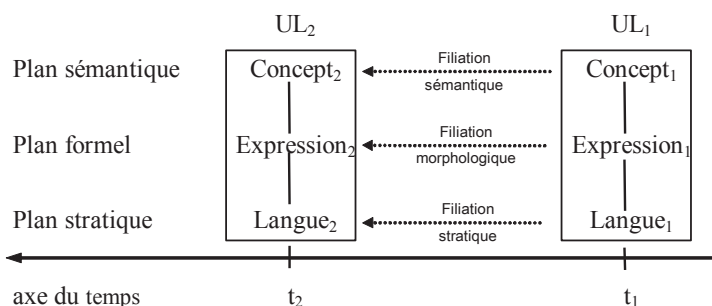 UL₂ UL₁
Plan sémantique Concept₂ Filiation sémantique Concept₁
Plan formel Expression₂ Filiation morphologique Expression₁
Plan stratique Langue₂ Filiation stratique Langue₁
axe du temps t₂ t₁